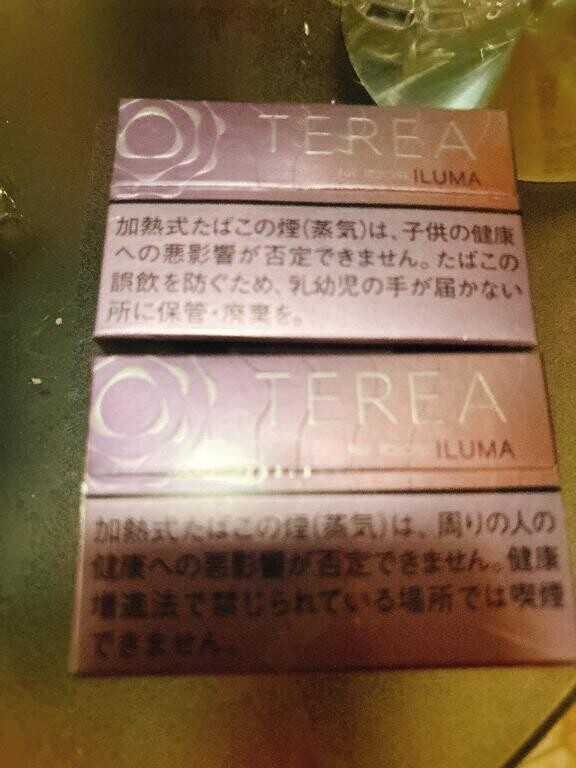 TEREA
for IQOS ILUMA
加熱式たばこの煙(蒸気)は、子供の健康
への悪影響が否定できません。たばこの
誤飲を防ぐため、乳幼児の手が届かない
所に保管・廃棄を。
TEREA
for IQOS ILUMA
加熱式たばこの煙(蒸気)は、周りの人の
健康への悪影響が否定できません。健康
増進法で禁じられている場所では喫煙
できません。